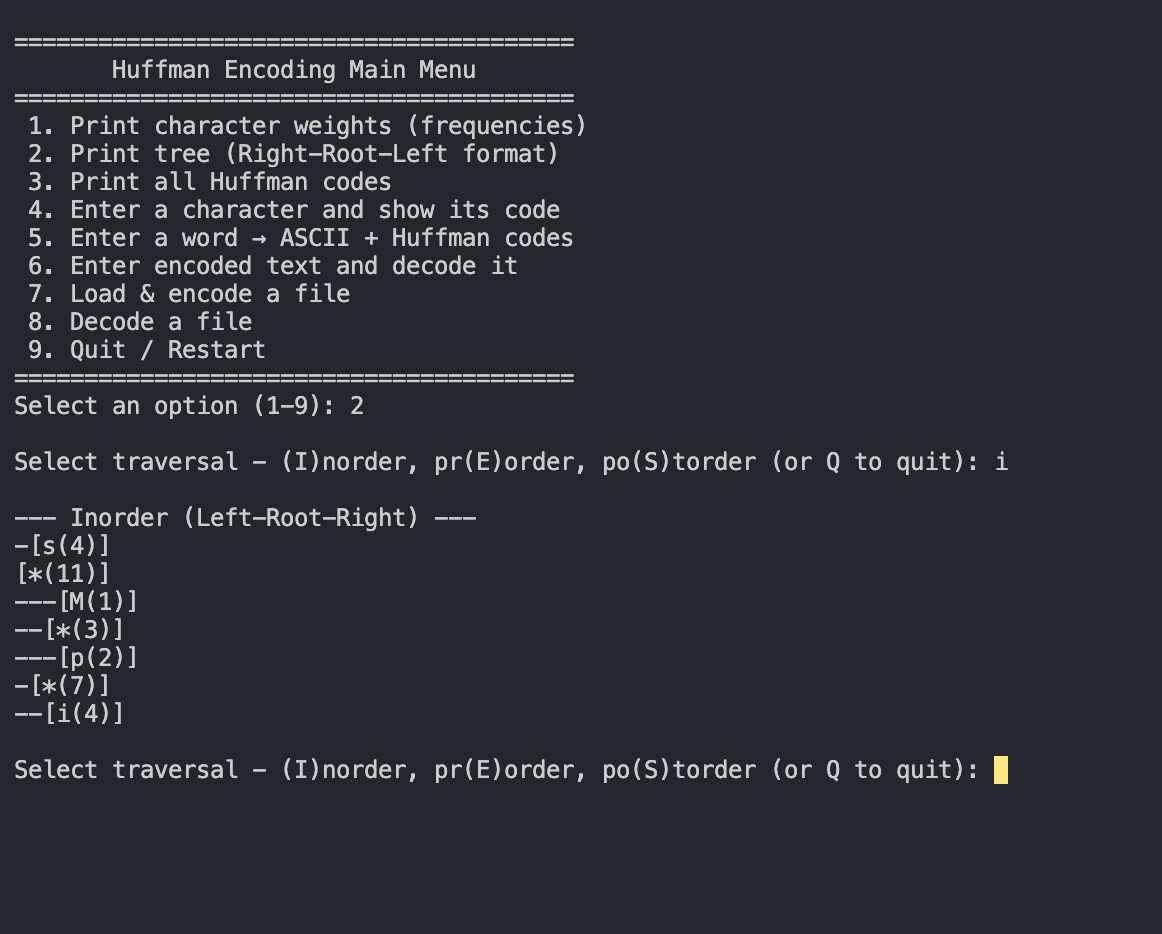 ========================================
       Huffman Encoding Main Menu
========================================
 1. Print character weights (frequencies)
 2. Print tree (Right-Root-Left format)
 3. Print all Huffman codes
 4. Enter a character and show its code
 5. Enter a word → ASCII + Huffman codes
 6. Enter encoded text and decode it
 7. Load & encode a file
 8. Decode a file
 9. Quit / Restart
========================================
Select an option (1-9): 2

Select traversal - (I)norder, pr(E)order, po(S)torder (or Q to quit): i

--- Inorder (Left-Root-Right) ---
-[s(4)]
[*(11)]
---[M(1)]
--[*(3)]
---[p(2)]
-[*(7)]
--[i(4)]

Select traversal - (I)norder, pr(E)order, po(S)torder (or Q to quit):